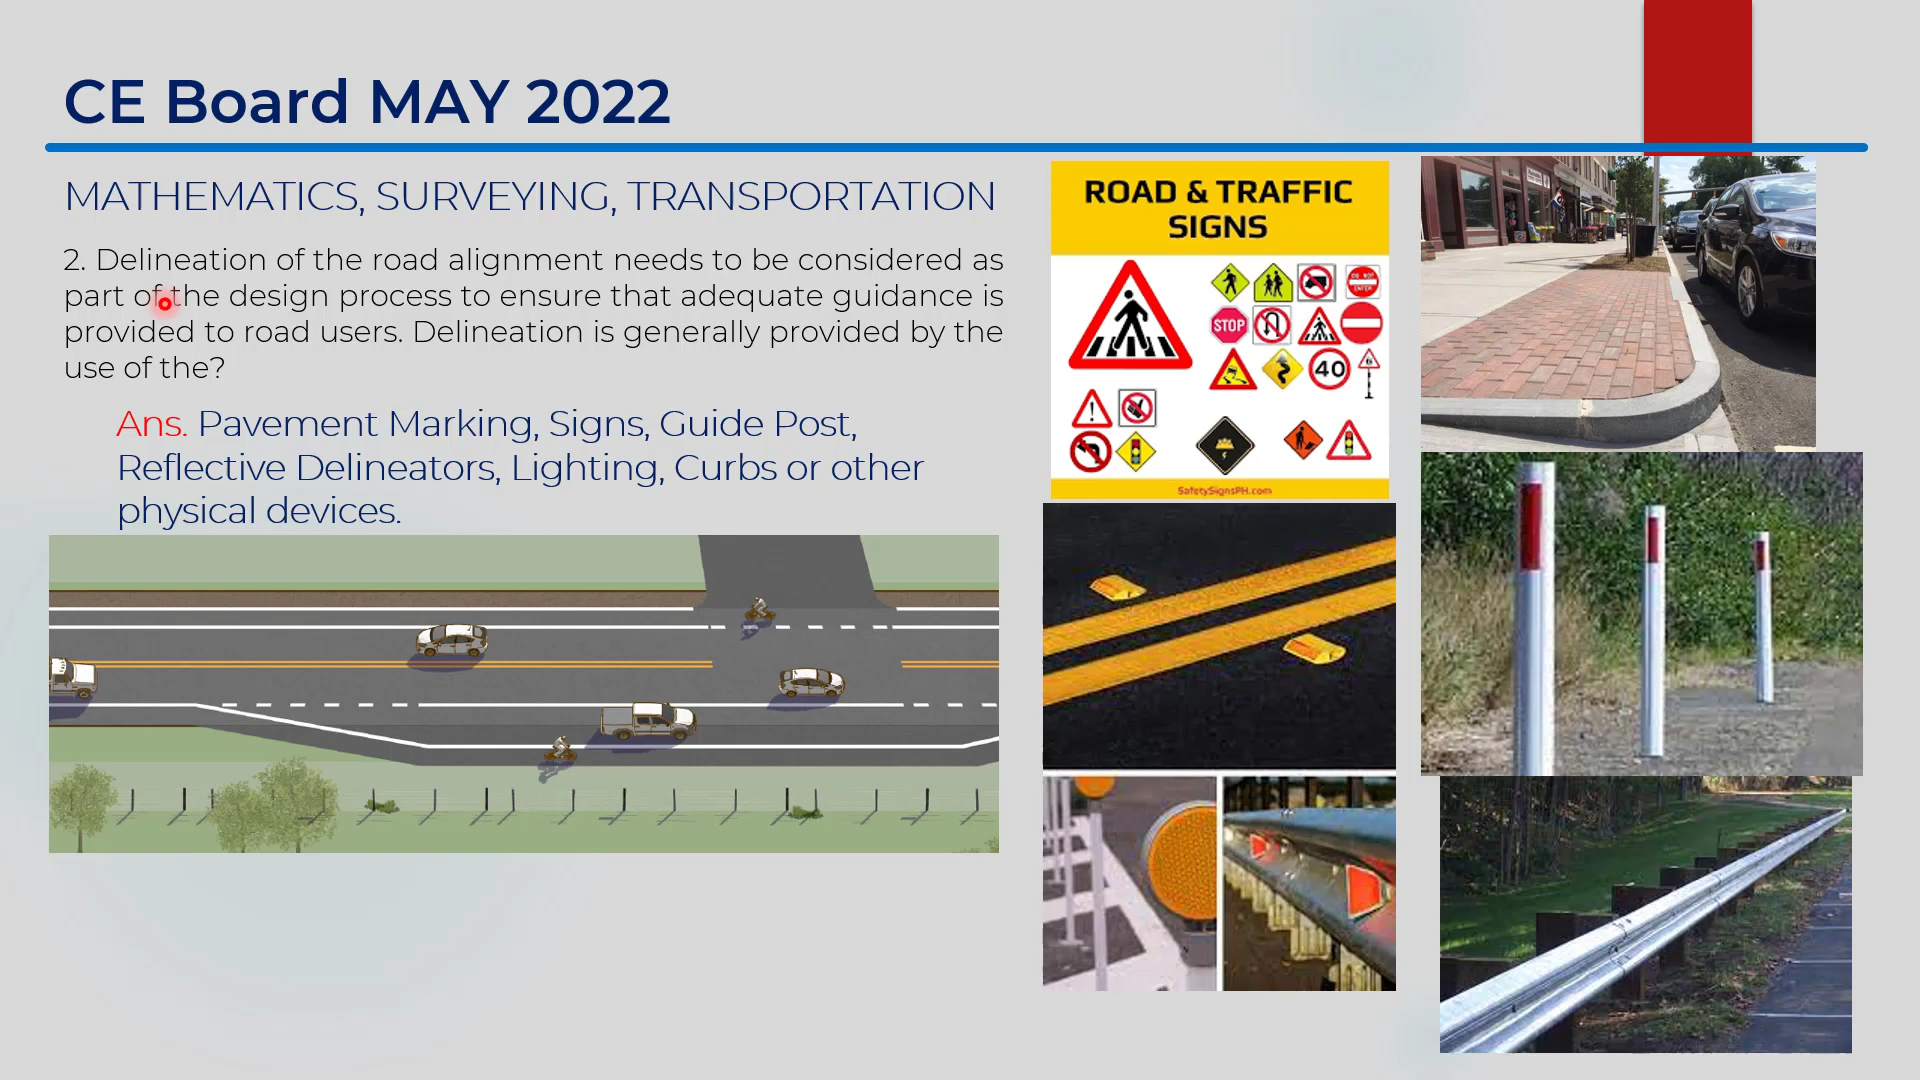 CE Board MAY 2022
MATHEMATICS, SURVEYING, TRANSPORTATION
2. Delineation of the road alignment needs to be considered as
part of the design process to ensure that adequate guidance is
provided to road users. Delineation is generally provided by the
use of the?
Ans. Pavement Marking, Signs, Guide Post,
Reflective Delineators, Lighting, Curbs or other
physical devices.
ROAD & TRAFFIC
SIGNS
DO NOT
ENTER
STOP
40
SafetySignsPH.com